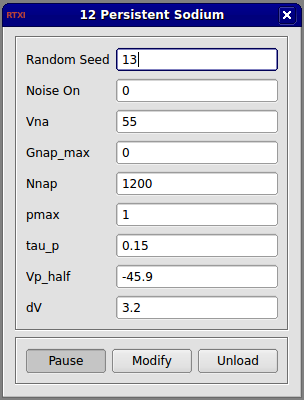 RTXI 12 Persistent Sodium
Random Seed 13
Noise On 0
Vna 55
Gnap_max 0
Nnap 1200
pmax 1
tau_p 0.15
Vp_half -45.9
dV 3.2
Pause Modify Unload